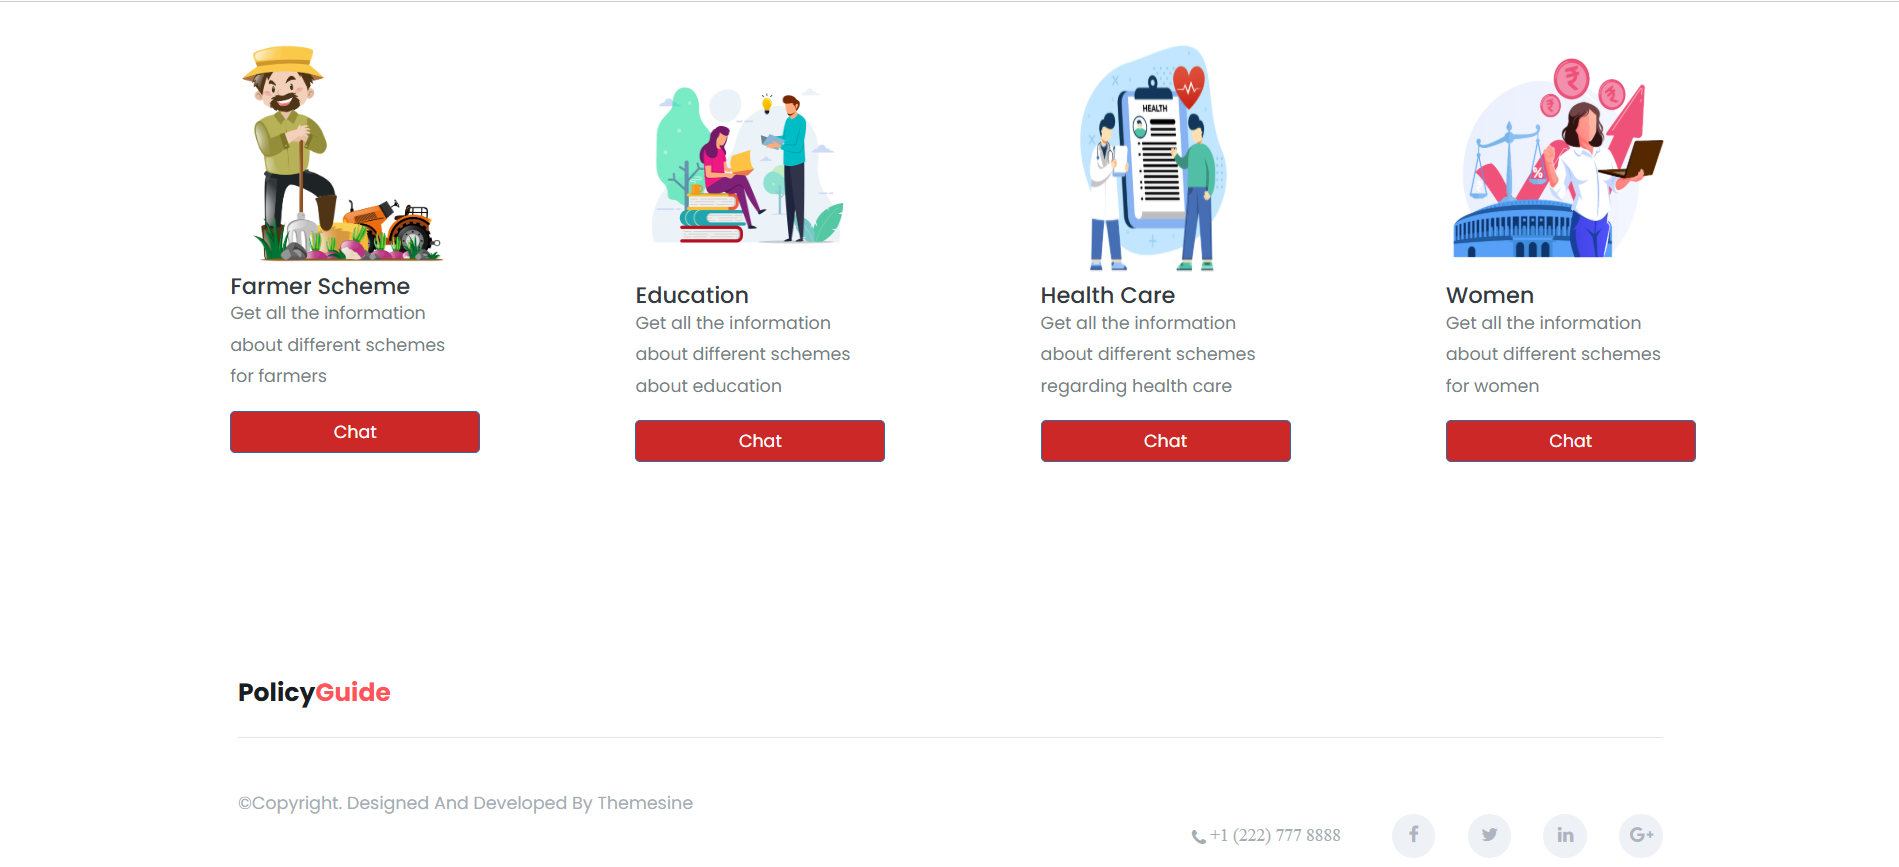 HEALTH
%
Farmer Scheme
Get all the information
about different schemes
for farmers
Chat
Education
Get all the information
about different schemes
about education
Chat
Health Care
Get all the information
about different schemes
regarding health care
Chat
Women
Get all the information
about different schemes
for women
Chat
PolicyGuide
©Copyright. Designed And Developed By Themesine
+1 (222) 777 8888